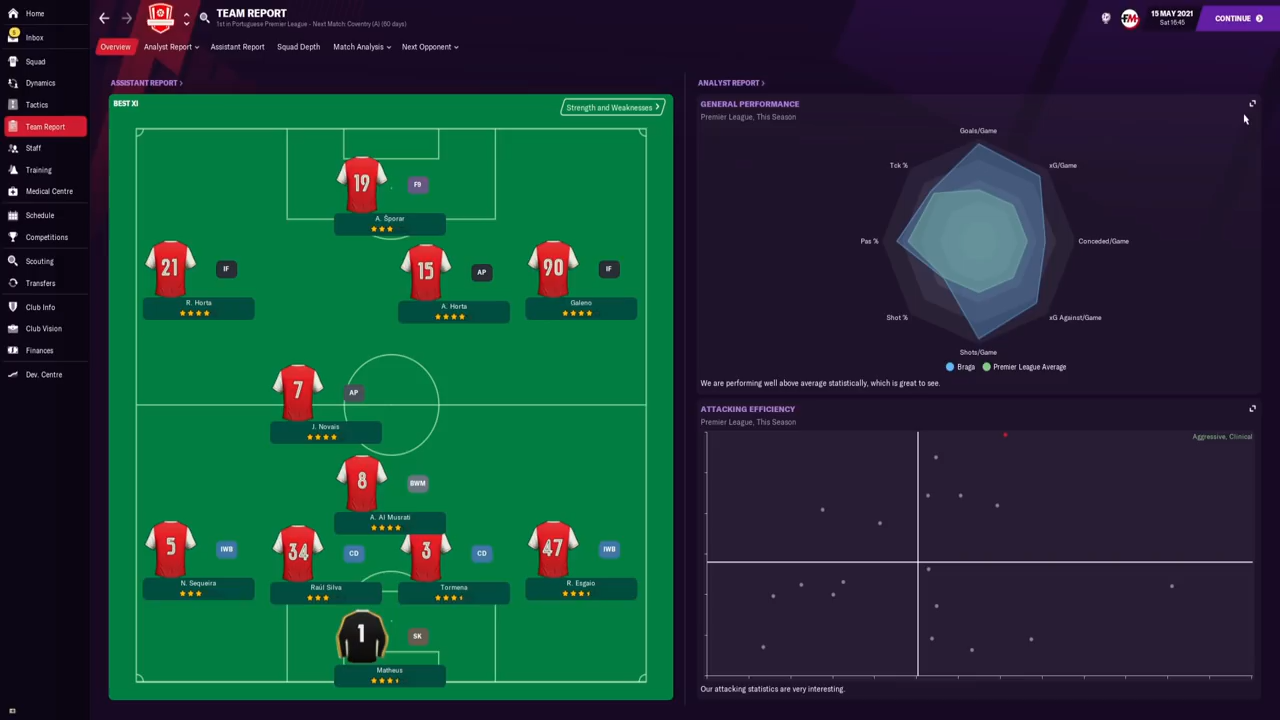 Home
Inbox
6
Squad
Dynamics
Tactics
Team Report
Staff
Training
Medical Centre
Schedule
Competitions
Scouting
Transfers
Club Info
Club Vision
Finances
Dev. Centre
TEAM REPORT
1st in Portuguese Premier League - Next Match Coventry (A) (60 days)
FM
15 MAY 2021
Sat 16:45
CONTINUE
Overview
Analyst Report
Assistant Report
Squad Depth
Match Analysis
Next Opponent
ASSISTANT REPORT
BEST XI
Strength and Weaknesses
19
F9
A. Šporar
21
IF
R. Horta
15
AP
A. Horta
90
IF
Galeno
7
AP
J. Novais
8
BWM
A. Al Musrati
5
IWB
N. Sequeira
34
CD
Raúl Silva
3
CD
Tormena
47
IWB
R. Esgaio
1
SK
Matheus
ANALYST REPORT
GENERAL PERFORMANCE
Premier League, This Season
Goals/Game
Tck %
xG/Game
Pas %
Conceded/Game
Shot %
xG Against/Game
Shots/Game
Braga
Premier League Average
We are performing well above average statistically, which is great to see.
ATTACKING EFFICIENCY
Premier League, This Season
Aggressive, Clinical
Our attacking statistics are very interesting.